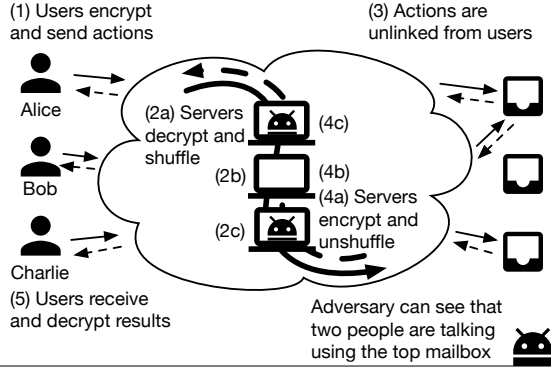 (1) Users encrypt
and send actions
(3) Actions are
unlinked from users
Alice
(2a) Servers
decrypt and
shuffle
(4c)
Bob
(2b)
(4b)
(4a) Servers
encrypt and
unshuffle
(2c)
Charlie
(5) Users receive
and decrypt results
Adversary can see that
two people are talking
using the top mailbox